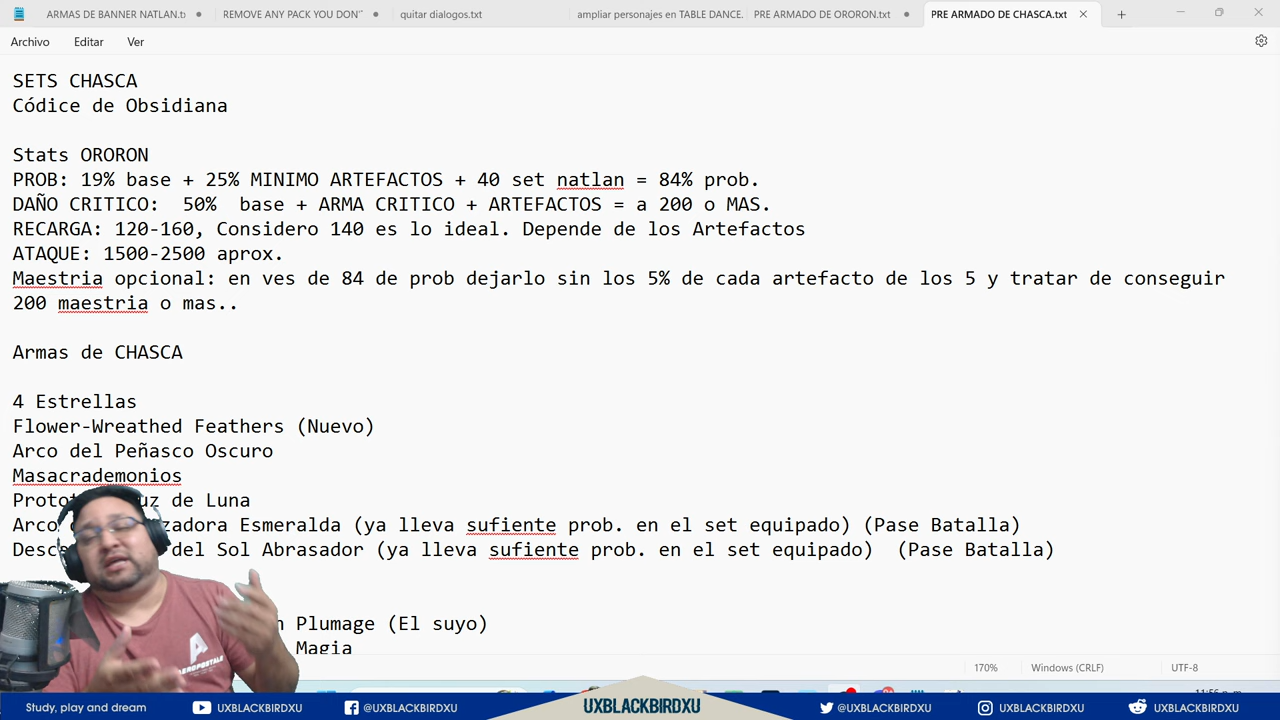 ARMAS DE BANNER NATLAN.t
REMOVE ANY PACK YOU DON'
quitar dialogos.txt
ampliar personajes en TABLE DANCE.
PRE ARMADO DE ORORON.txt
PRE ARMADO DE CHASCA.txt
Archivo
Editar
Ver
SETS CHASCA
Códice de Obsidiana
Stats ORORON
PROB: 19% base + 25% MINIMO ARTEFACTOS + 40 set natlan = 84% prob.
DAÑO CRITICO:  50%  base + ARMA CRITICO + ARTEFACTOS = a 200 o MAS.
RECARGA: 120-160, Considero 140 es lo ideal. Depende de los Artefactos
ATAQUE: 1500-2500 aprox.
Maestria opcional: en ves de 84 de prob dejarlo sin los 5% de cada artefacto de los 5 y tratar de conseguir
200 maestria o mas..
Armas de CHASCA
4 Estrellas
Flower-Wreathed Feathers (Nuevo)
Arco del Peñasco Oscuro
Masacrademonios
de Luna
Arco Esmeralda (ya lleva sufiente prob. en el set equipado) (Pase Batalla)
del Sol Abrasador (ya lleva sufiente prob. en el set equipado)  (Pase Batalla)
Plumage (El suyo)
Magia
170%
Windows (CRLF)
UTF-8
AEROPOSTALE
Study, play and dream
UXBLACKBIRDXU
@UXBLACKBIRDXU
UXBLACKBIRDXU
@UXBLACKBIRDXU
UXBLACKBIRDXU
UXBLACKBIRDXU